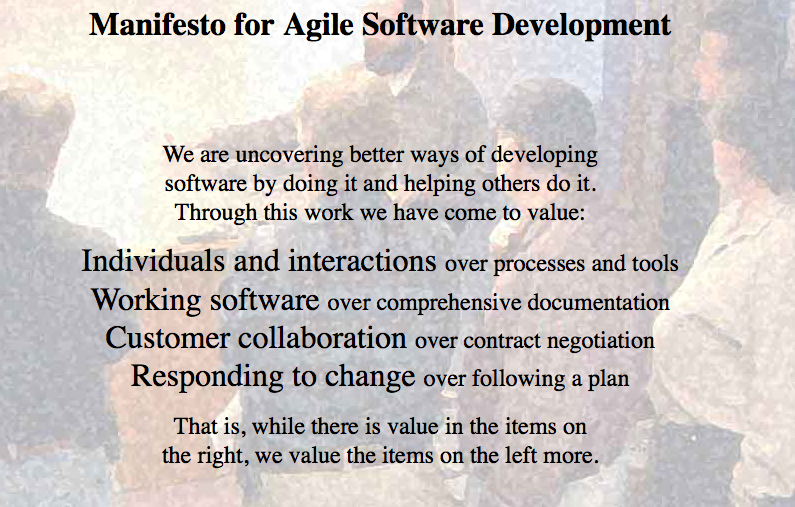 Manifesto for Agile Software Development
We are uncovering better ways of developing
software by doing it and helping others do it.
Through this work we have come to value:
Individuals and interactions over processes and tools
Working software over comprehensive documentation
Customer collaboration over contract negotiation
Responding to change over following a plan
That is, while there is value in the items on
the right, we value the items on the left more.